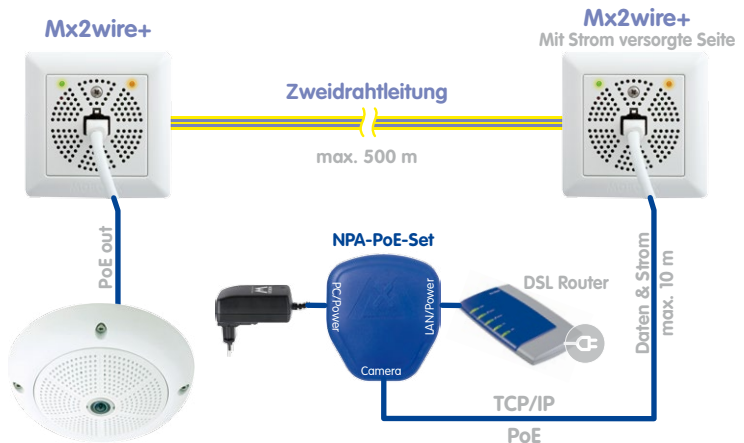 Mx2wire+
Mx2wire+
Mit Strom versorgte Seite
Zweidrahtleitung
max. 500 m
PoE out
NPA-PoE-Set
PC/Power
LAN/Power
Camera
DSL Router
Daten & Strom
max. 10 m
TCP/IP
PoE